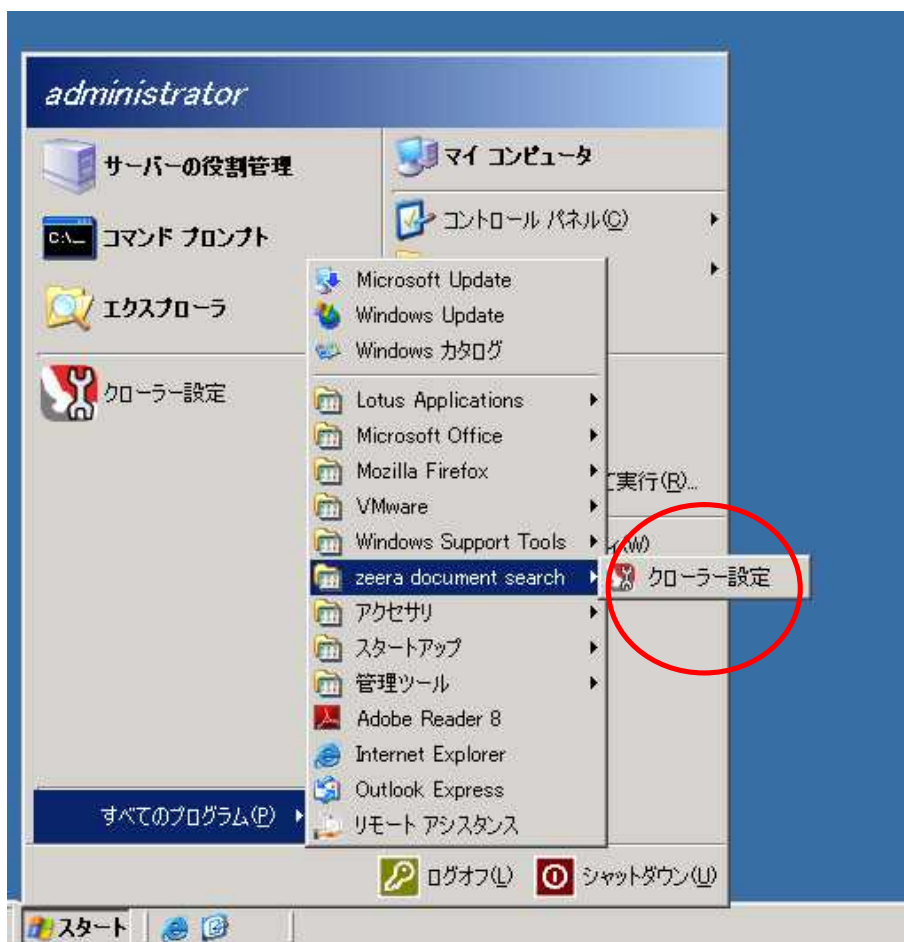 administrator
サーバーの役割管理
コマンド プロンプト
エクスプローラ
クローラー設定
マイ コンピュータ
コントロール パネル(C)
て実行(R)...
ィ(W)
Microsoft Update
Windows Update
Windows カタログ
Lotus Applications
Microsoft Office
Mozilla Firefox
VMware
Windows Support Tools
zeera document search
クローラー設定
アクセサリ
スタートアップ
管理ツール
Adobe Reader 8
Internet Explorer
Outlook Express
リモート アシスタンス
すべてのプログラム(P)
ログオフ(L)
シャットダウン(U)
スタート